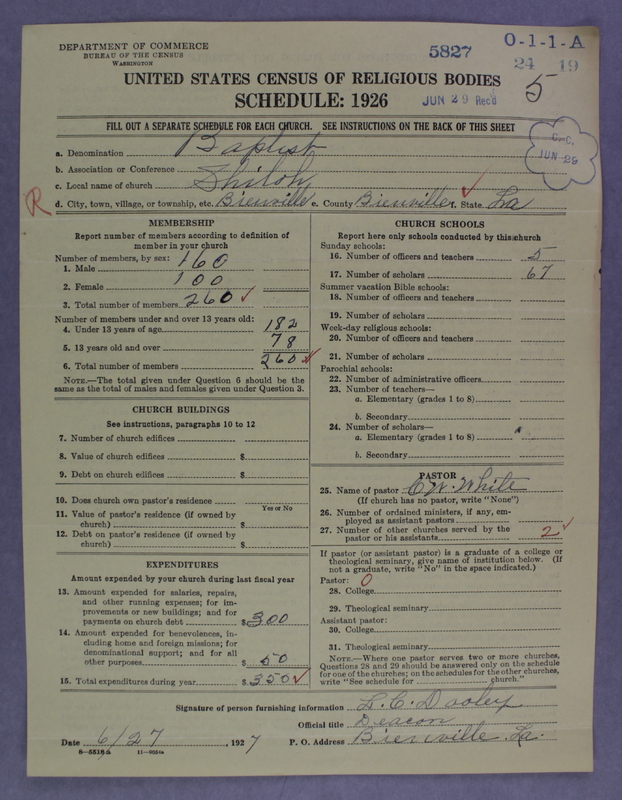 DEPARTMENT OF COMMERCE
BUREAU OF THE CENSUS
WASHINGTON
5827
O-1-1-A
24 19
UNITED STATES CENSUS OF RELIGIOUS BODIES
SCHEDULE: 1926
JUN 29 Rec'd
5
FILL OUT A SEPARATE SCHEDULE FOR EACH CHURCH. SEE INSTRUCTIONS ON THE BACK OF THIS SHEET
C.-C.
JUN-29
a. Denomination Baptist
b. Association or Conference
c. Local name of church Shiloh
R d. City, town, village, or township, etc. Bienville e. County Bienville f. State La
MEMBERSHIP
Report number of members according to definition of
member in your church
Number of members, by sex:
1. Male 160
2. Female 100
3. Total number of members 260 ✓
Number of members under and over 13 years old:
4. Under 13 years of age 182
5. 13 years old and over 78
6. Total number of members 260
NOTE.—The total given under Question 6 should be the
same as the total of males and females given under Question 3.
CHURCH BUILDINGS
See instructions, paragraphs 10 to 12
7. Number of church edifices
8. Value of church edifices $
9. Debt on church edifices $
10. Does church own pastor's residence
Yes or No
11. Value of pastor's residence (if owned by
church) $
12. Debt on pastor's residence (if owned by
church) $
EXPENDITURES
Amount expended by your church during last fiscal year
13. Amount expended for salaries, repairs,
and other running expenses; for im-
provements or new buildings; and for
payments on church debt $300
14. Amount expended for benevolences, in-
cluding home and foreign missions; for
denominational support; and for all
other purposes $50
15. Total expenditures during year $350 ✓
CHURCH SCHOOLS
Report here only schools conducted by this church
Sunday schools:
16. Number of officers and teachers 5
17. Number of scholars 67
Summer vacation Bible schools:
18. Number of officers and teachers
19. Number of scholars
Week-day religious schools:
20. Number of officers and teachers
21. Number of scholars
Parochial schools:
22. Number of administrative officers
23. Number of teachers—
a. Elementary (grades 1 to 8)
b. Secondary
24. Number of scholars—
a. Elementary (grades 1 to 8)
b. Secondary
PASTOR
25. Name of pastor C. W. White
(If church has no pastor, write "None")
26. Number of ordained ministers, if any, em-
ployed as assistant pastors
27. Number of other churches served by the
pastor or his assistants 2 ✓
If pastor (or assistant pastor) is a graduate of a college or
theological seminary, give name of institution below. (If
not a graduate, write "No" in the space indicated.)
Pastor: 0
28. College
29. Theological seminary
Assistant pastor:
30. College
31. Theological seminary
NOTE.—Where one pastor serves two or more churches,
Questions 28 and 29 should be answered only on the schedule
for one of the churches; on the schedules for the other churches,
write "See schedule for church."
Signature of person furnishing information L. C. Dooley
Official title Deacon
Date 6/27, 1927 P. O. Address Bienville. La.